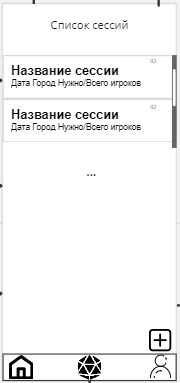 Список сессий
ID
Название сессии
Дата Город Нужно/Всего игроков
ID
Название сессии
Дата Город Нужно/Всего игроков
...